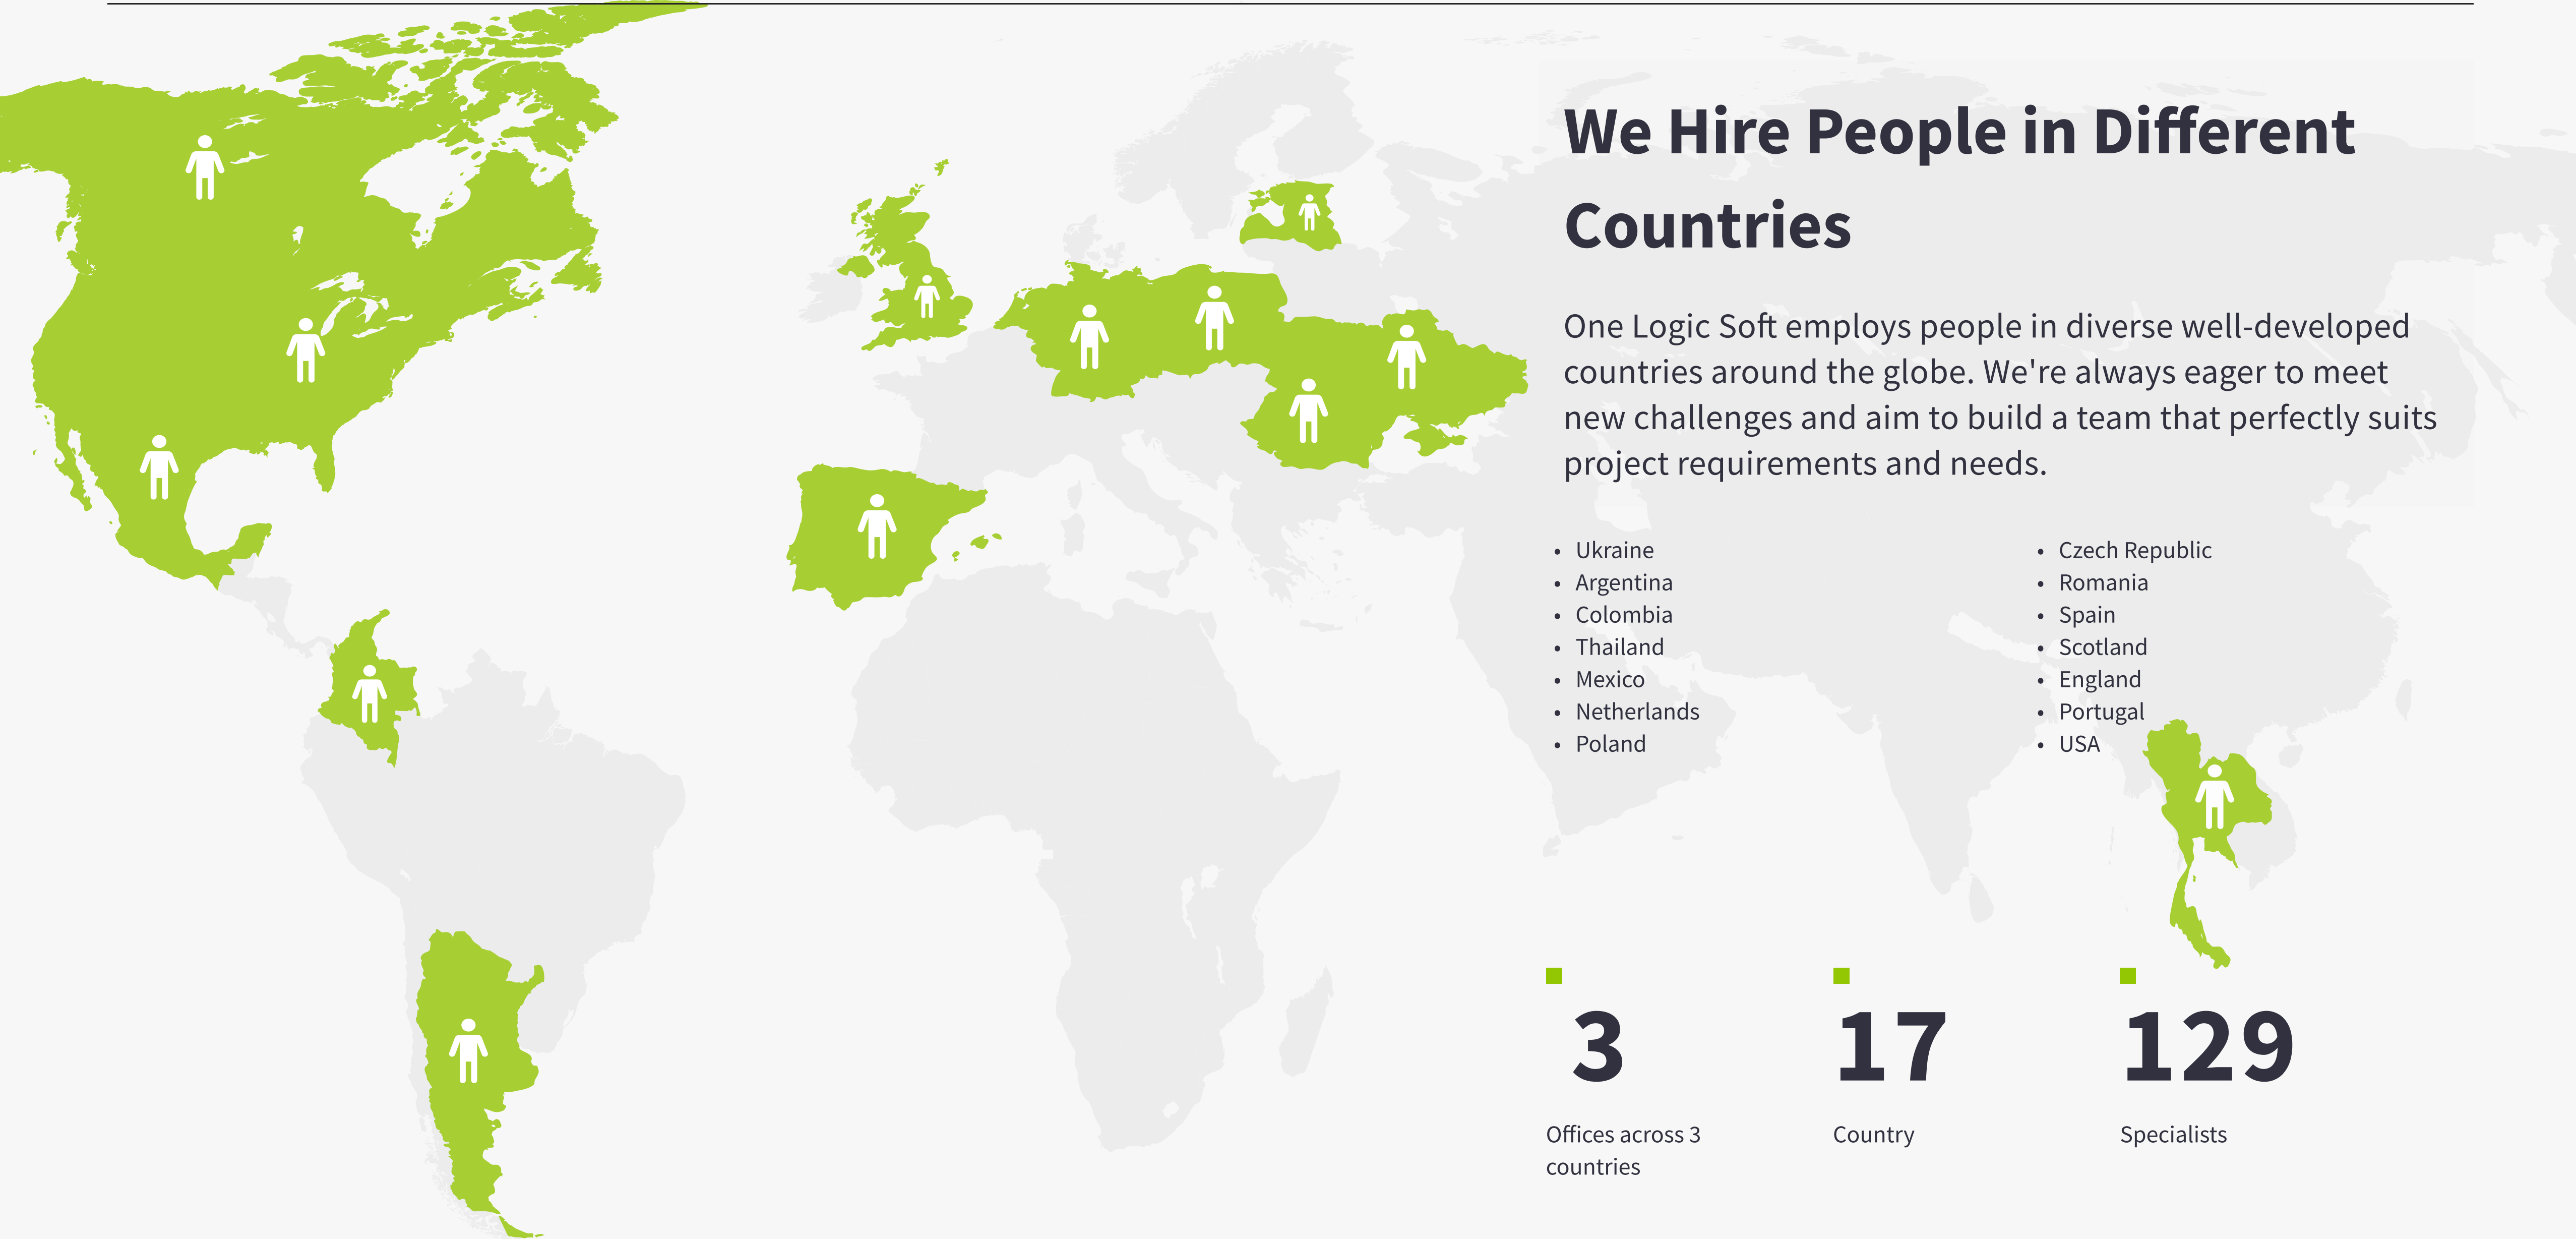 We Hire People in Different
Countries
One Logic Soft employs people in diverse well-developed
countries around the globe. We're always eager to meet
new challenges and aim to build a team that perfectly suits
project requirements and needs.
• Ukraine
• Argentina
• Colombia
• Thailand
• Mexico
• Netherlands
• Poland
• Czech Republic
• Romania
• Spain
• Scotland
• England
• Portugal
• USA
3
Offices across 3
countries
17
Country
129
Specialists